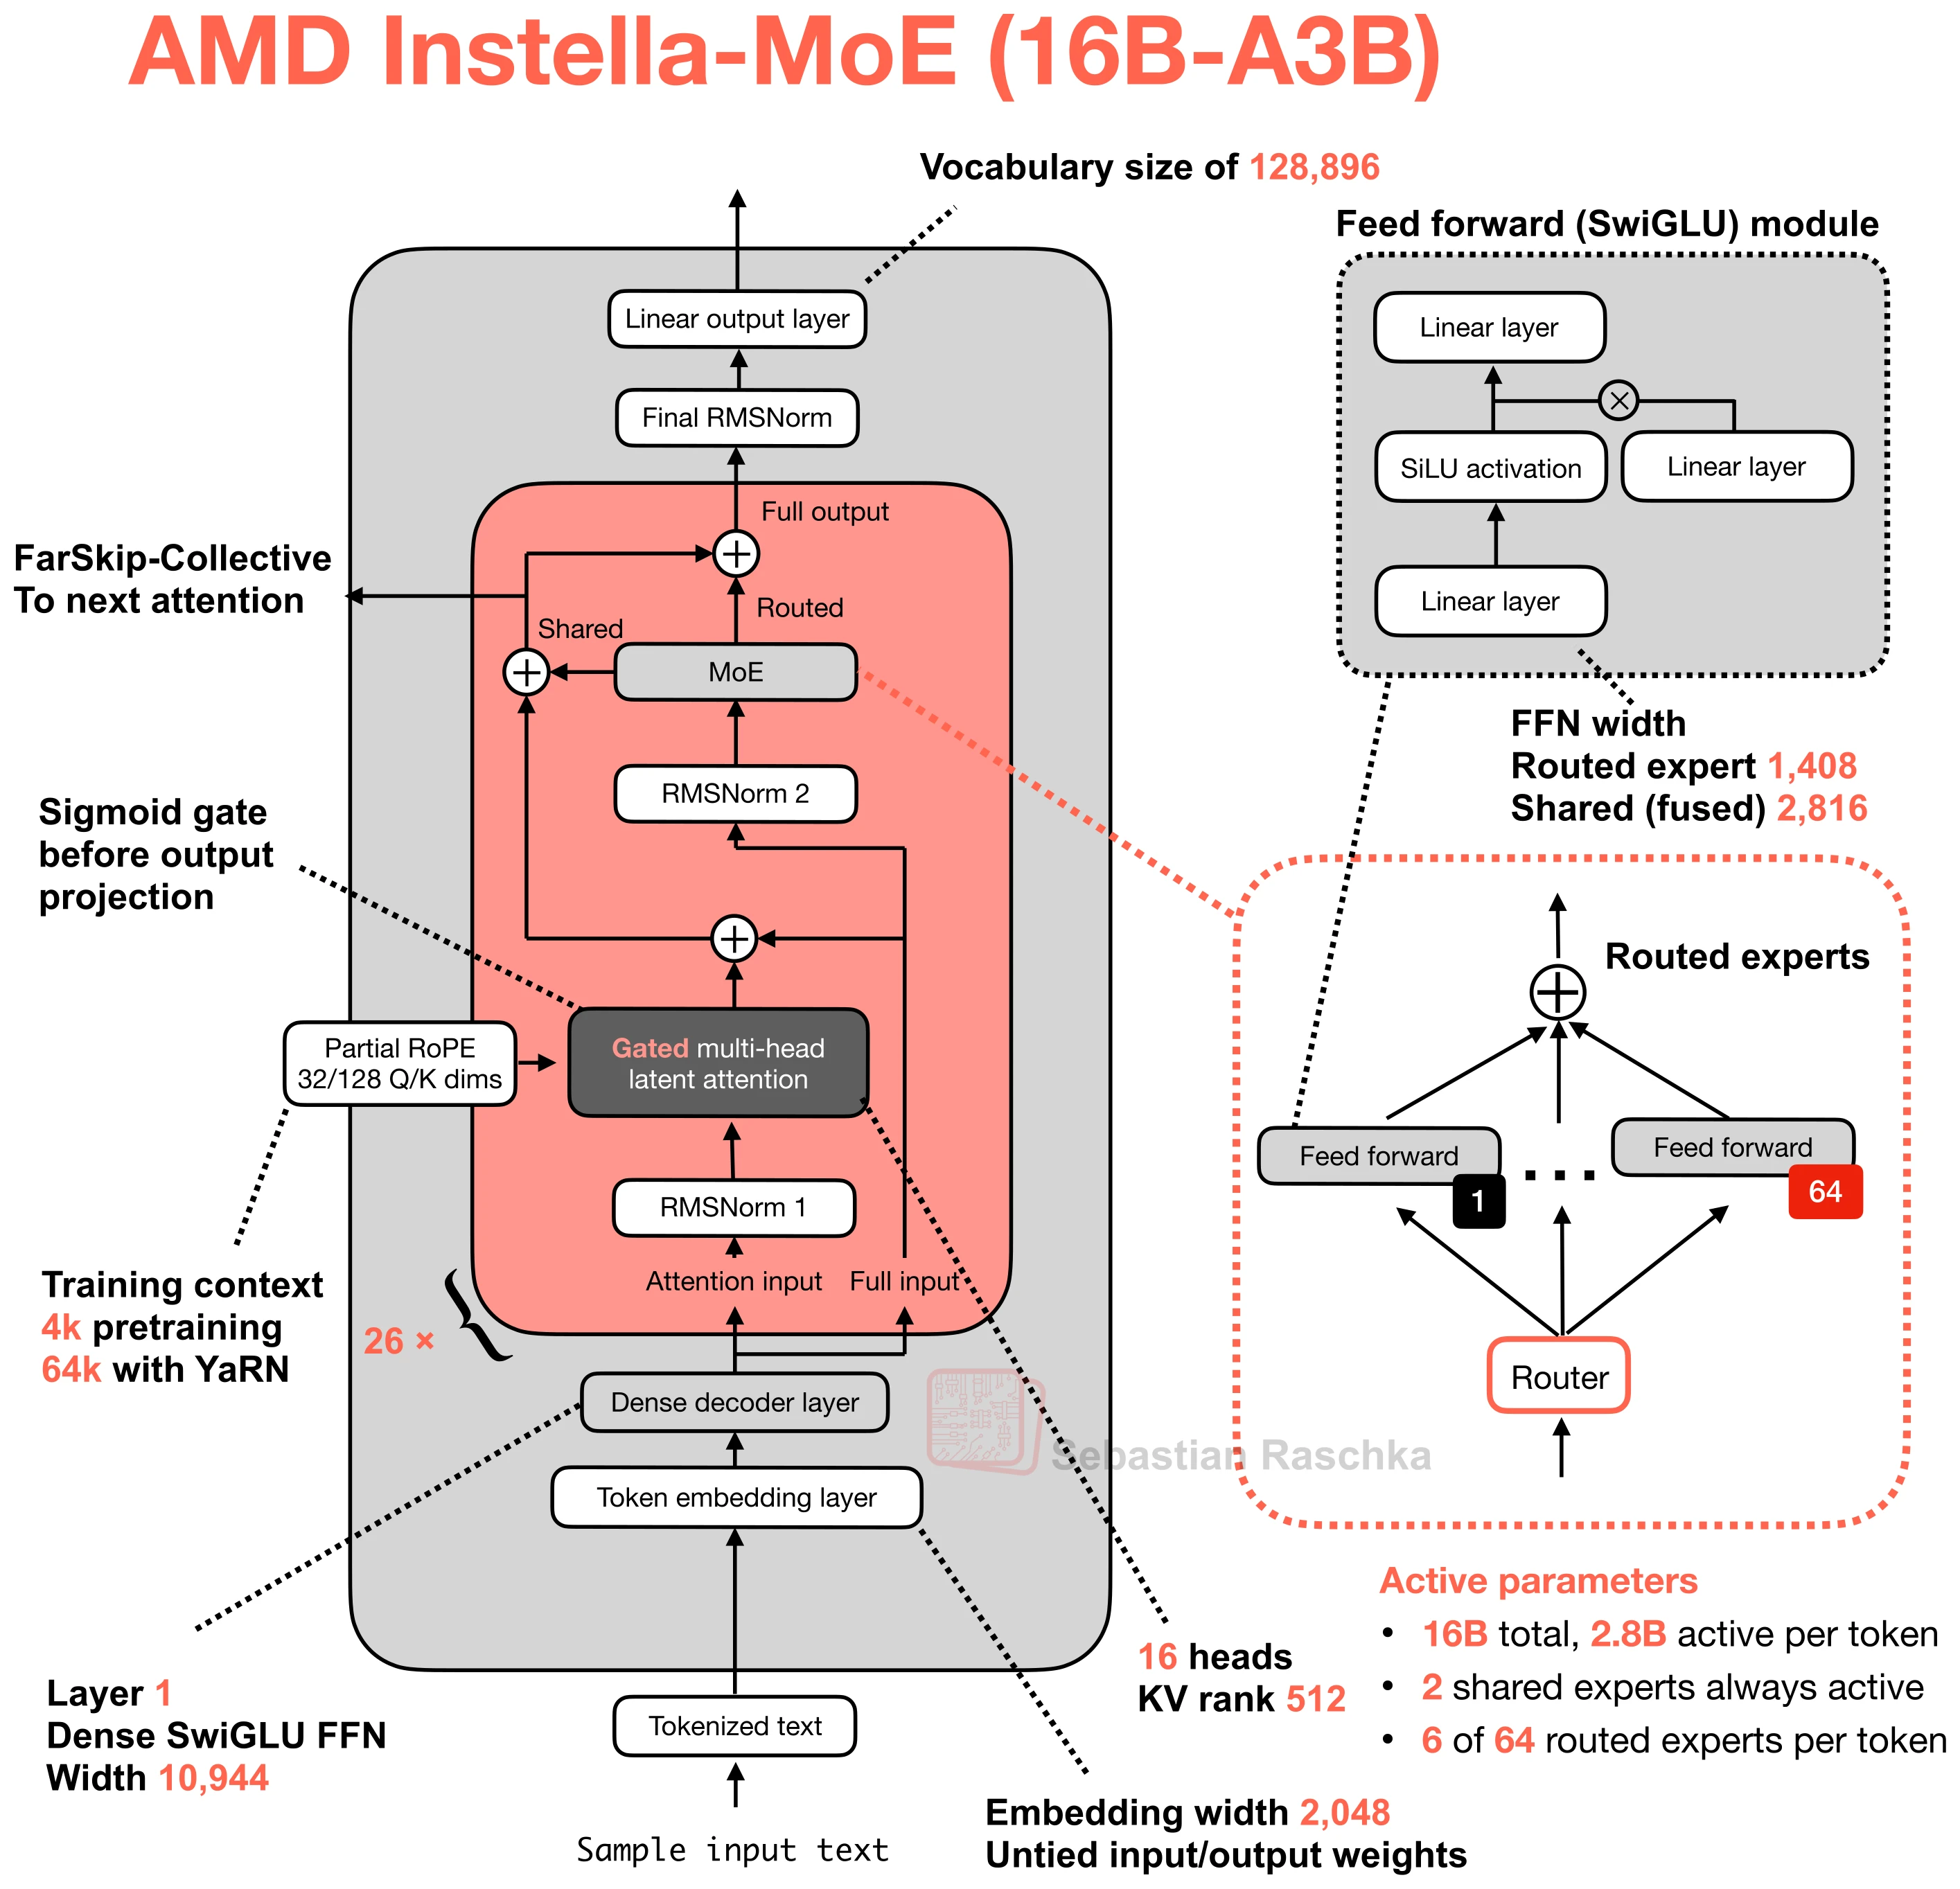 AMD Instella-MoE (16B-A3B)
Vocabulary size of 128,896
Linear output layer
Final RMSNorm
Full output
FarSkip-Collective
To next attention
Routed
Shared
MoE
RMSNorm 2
Sigmoid gate
before output
projection
Partial RoPE
32/128 Q/K dims
Gated multi-head
latent attention
RMSNorm 1
Attention input
Full input
Training context
4k pretraining
64k with YaRN
26 ×
Dense decoder layer
Token embedding layer
Layer 1
Dense SwiGLU FFN
Width 10,944
Tokenized text
Sample input text
16 heads
KV rank 512
Embedding width 2,048
Untied input/output weights
Sebastian Raschka
Feed forward (SwiGLU) module
Linear layer
SiLU activation
Linear layer
Linear layer
FFN width
Routed expert 1,408
Shared (fused) 2,816
Routed experts
Feed forward
1
. . .
Feed forward
64
Router
Active parameters
• 16B total, 2.8B active per token
• 2 shared experts always active
• 6 of 64 routed experts per token